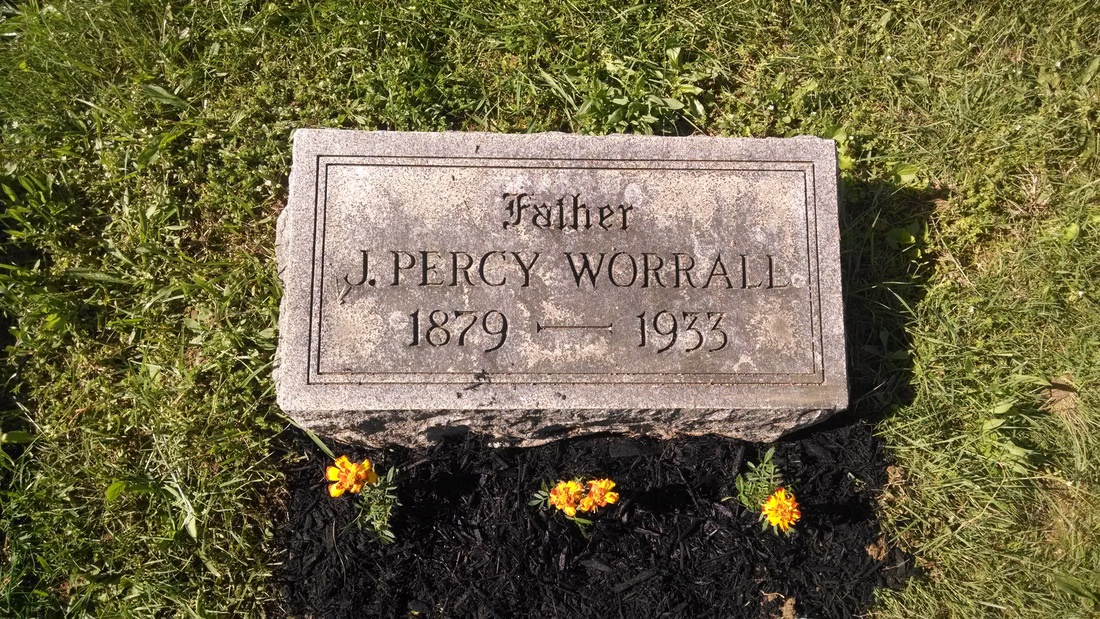 Father
J. PERCY WORRALL
1879 — 1933